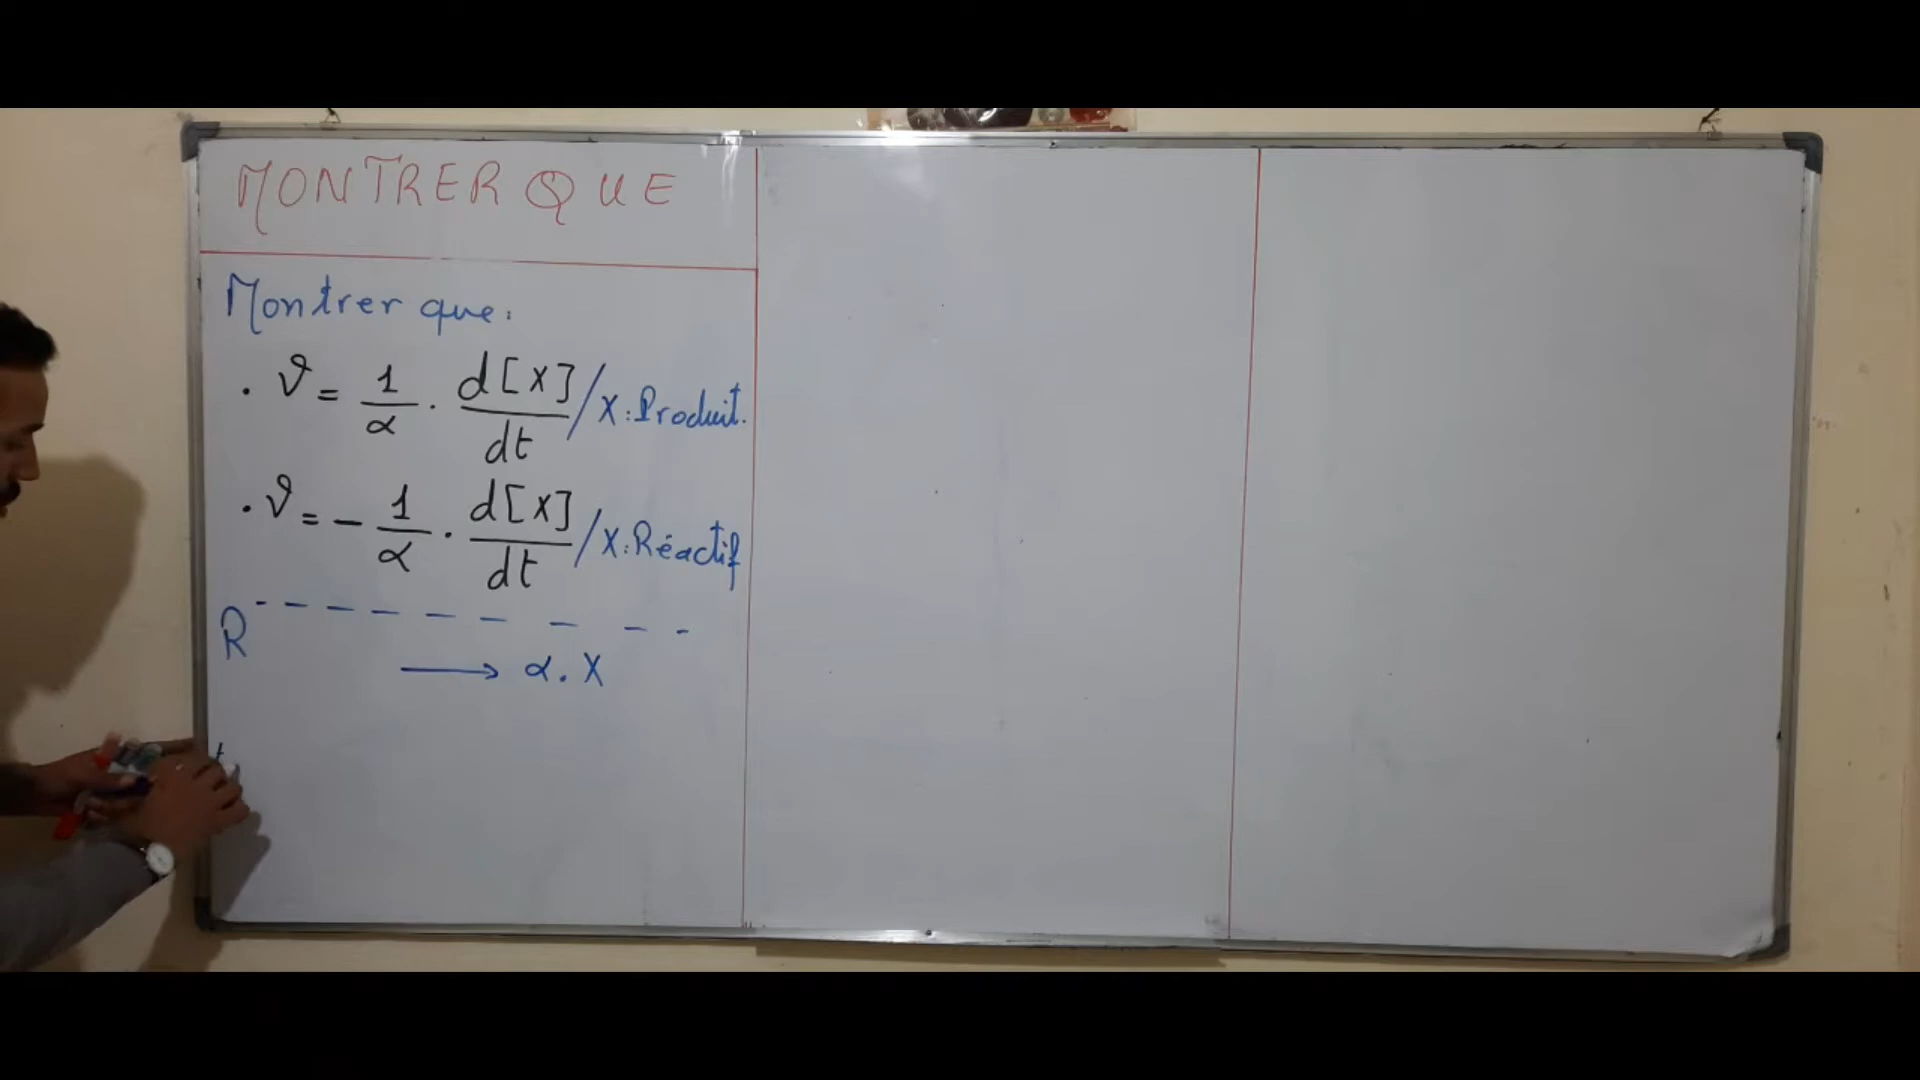 MONTRER QUE
Montrer que:
• ϑ = 1/α · d[X]/dt / X: Produit.
• ϑ = - 1/α · d[X]/dt / X: Réactif
R
⟶ α . X
t